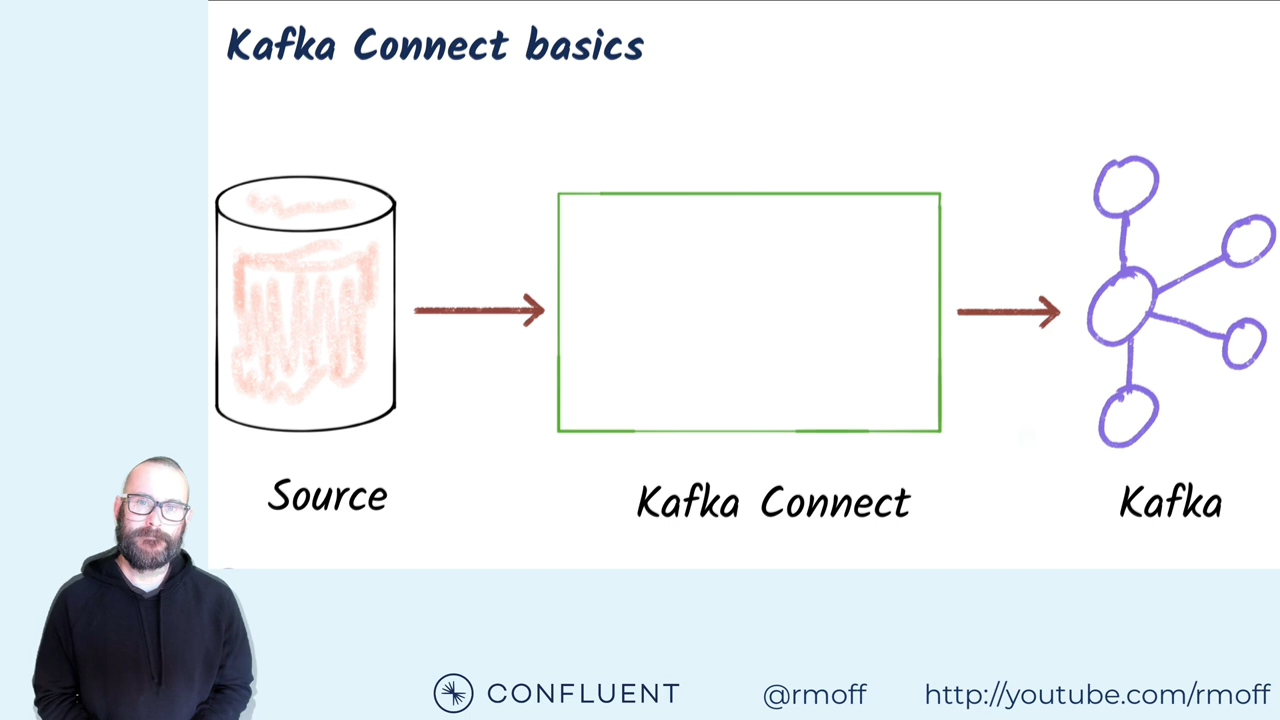 Kafka Connect basics
Source
Kafka Connect
Kafka
CONFLUENT
@rmoff
http://youtube.com/rmoff